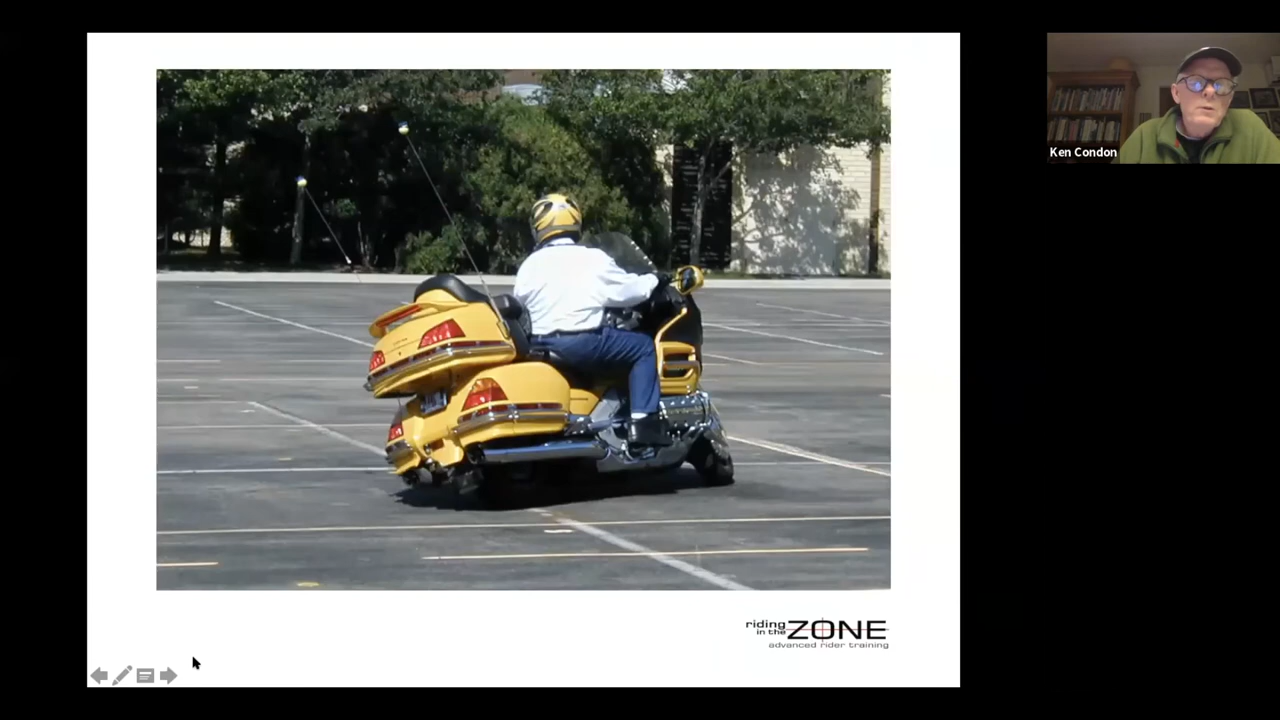 Ken Condon
riding
in the ZONE
advanced rider training